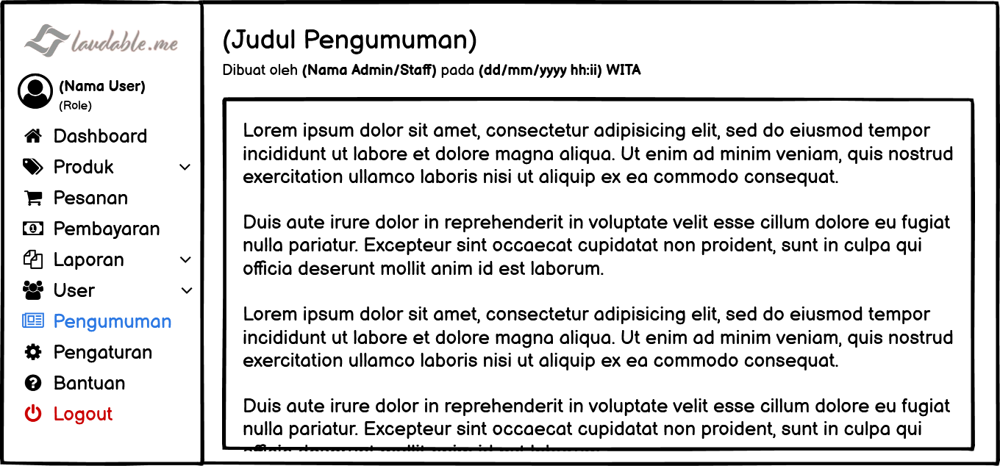 laudable.me
(Nama User)
(Role)
Dashboard
Produk
Pesanan
Pembayaran
Laporan
User
Pengumuman
Pengaturan
Bantuan
Logout
(Judul Pengumuman)
Dibuat oleh (Nama Admin/Staff) pada (dd/mm/yyyy hh:ii) WITA
Lorem ipsum dolor sit amet, consectetur adipisicing elit, sed do eiusmod tempor
incididunt ut labore et dolore magna aliqua. Ut enim ad minim veniam, quis nostrud
exercitation ullamco laboris nisi ut aliquip ex ea commodo consequat.
Duis aute irure dolor in reprehenderit in voluptate velit esse cillum dolore eu fugiat
nulla pariatur. Excepteur sint occaecat cupidatat non proident, sunt in culpa qui
officia deserunt mollit anim id est laborum.
Lorem ipsum dolor sit amet, consectetur adipisicing elit, sed do eiusmod tempor
incididunt ut labore et dolore magna aliqua. Ut enim ad minim veniam, quis nostrud
exercitation ullamco laboris nisi ut aliquip ex ea commodo consequat.
Duis aute irure dolor in reprehenderit in voluptate velit esse cillum dolore eu fugiat
nulla pariatur. Excepteur sint occaecat cupidatat non proident, sunt in culpa qui